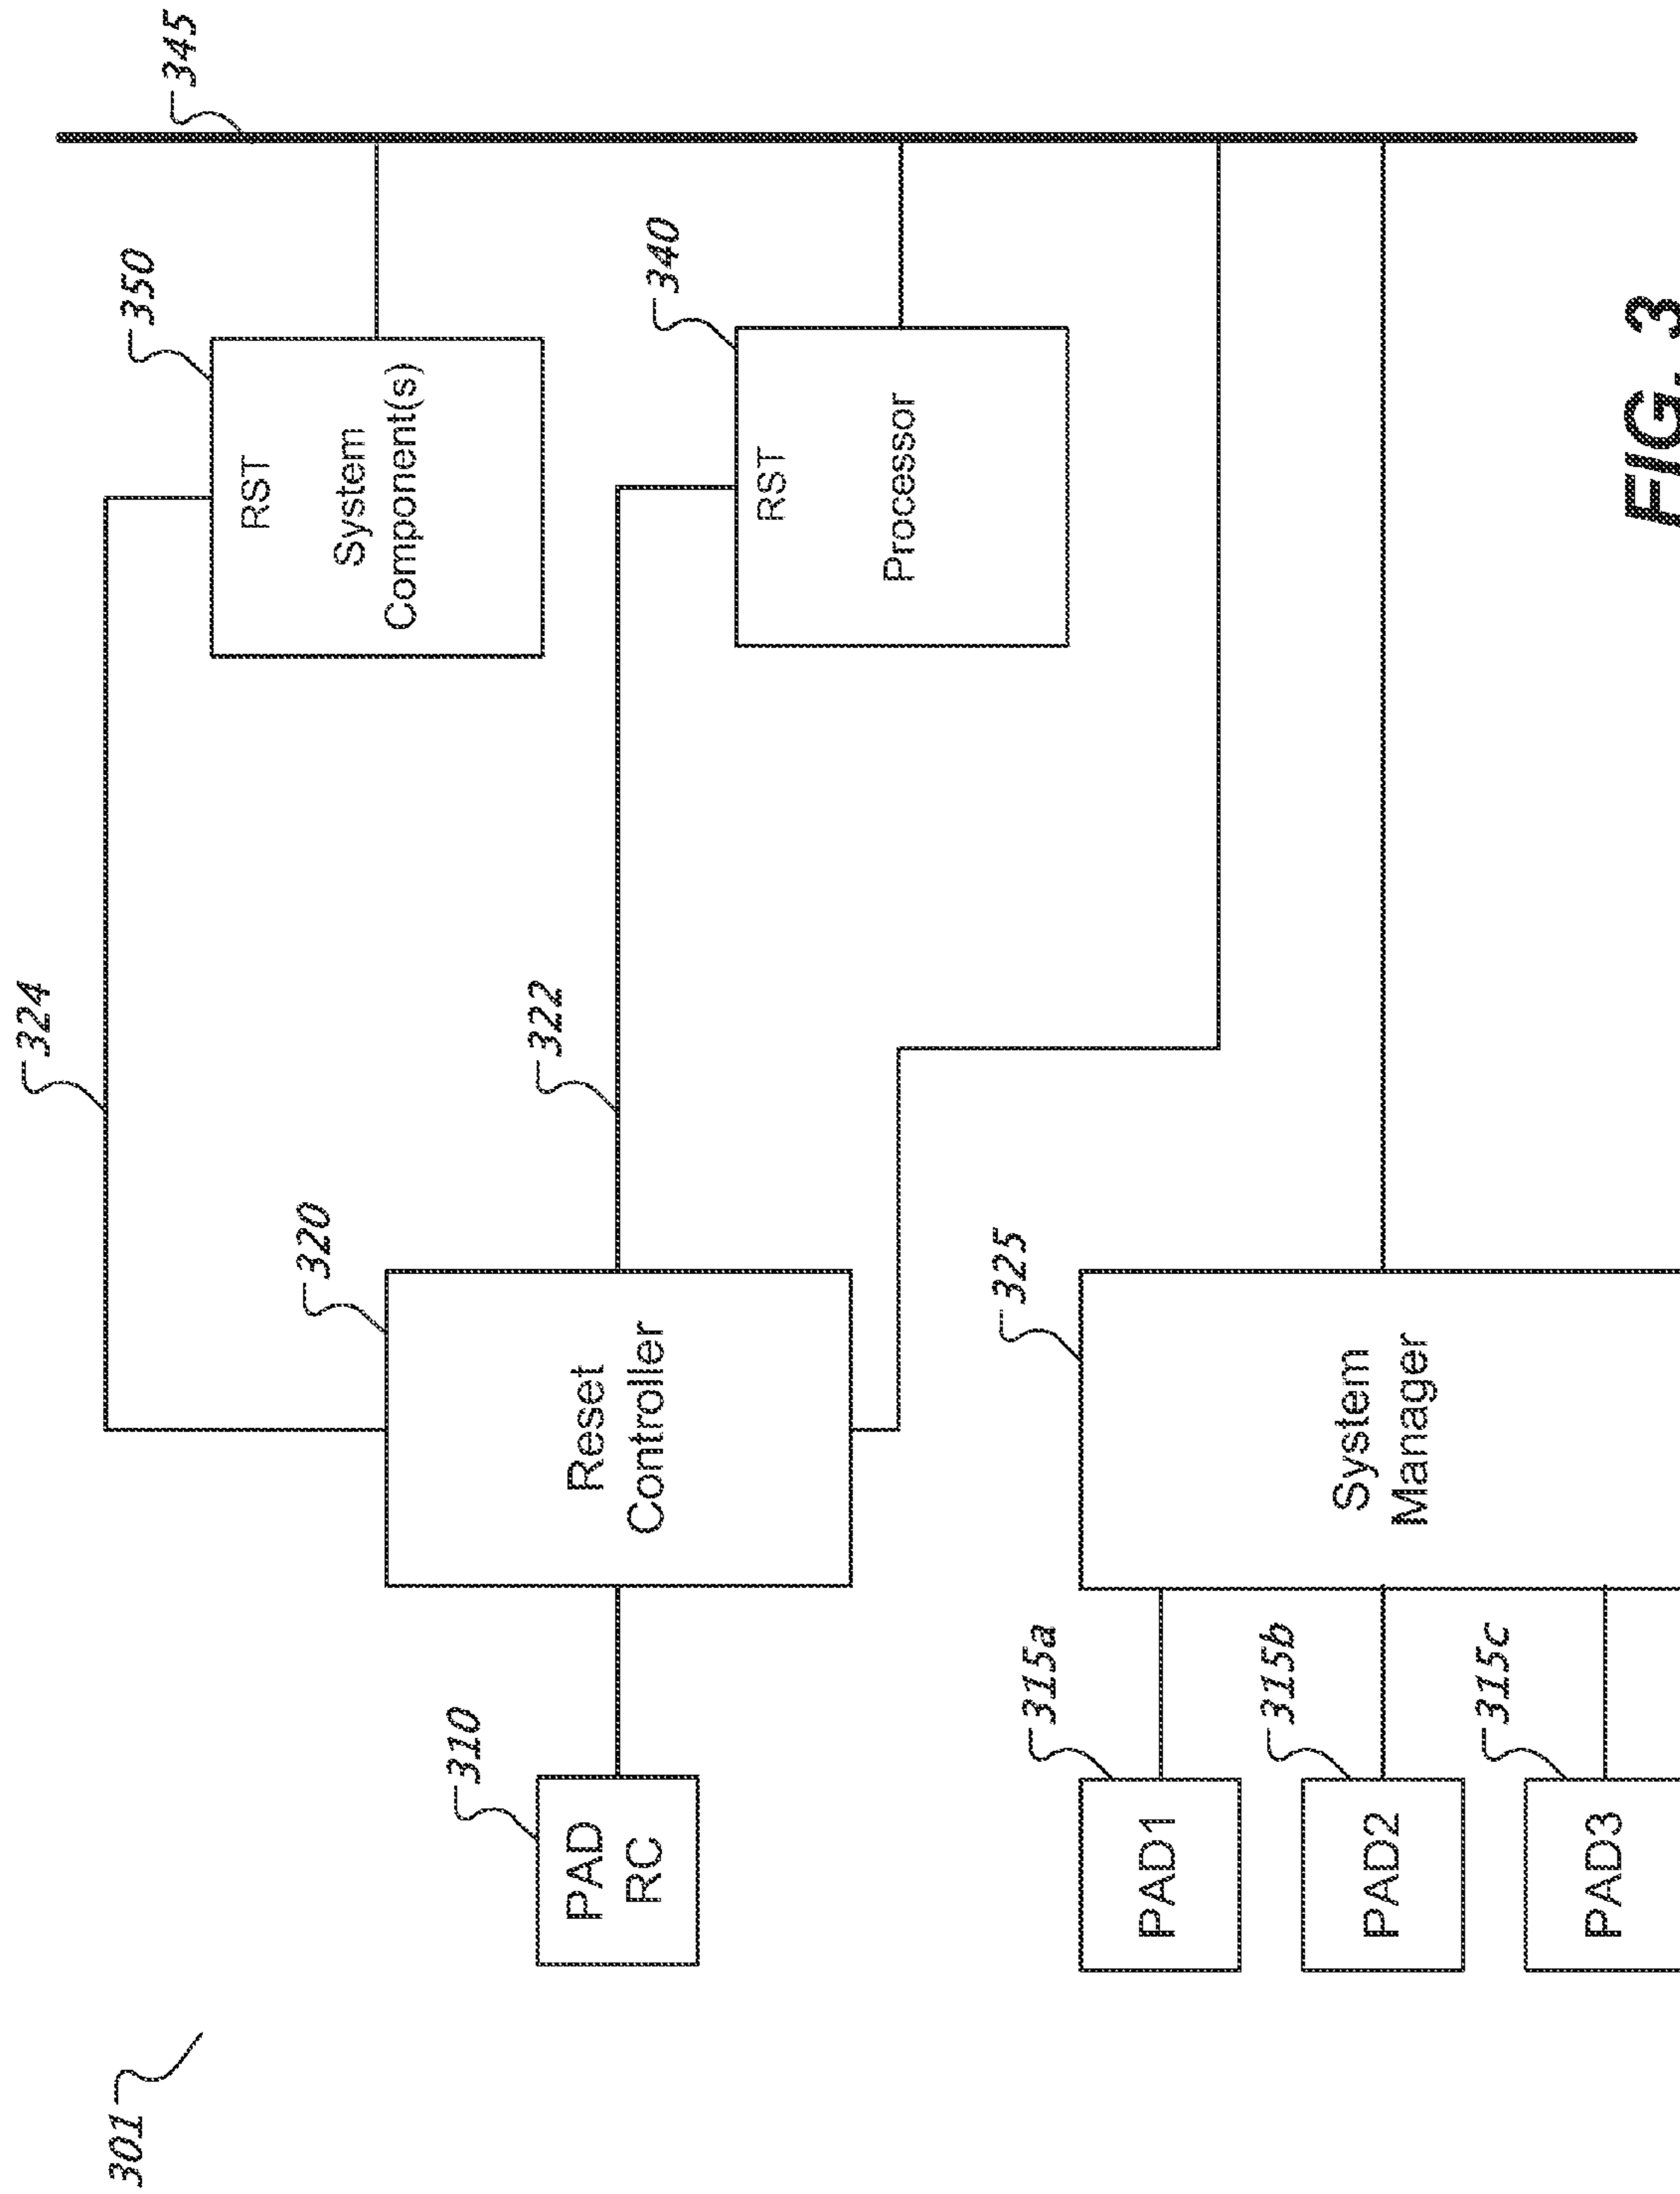 301
324
350
345
RST
System
Component(s)
320
322
340
310
Reset
Controller
RST
Processor
PAD
RC
325
315a
PAD1
System
Manager
315b
PAD2
315c
PAD3
FIG. 3